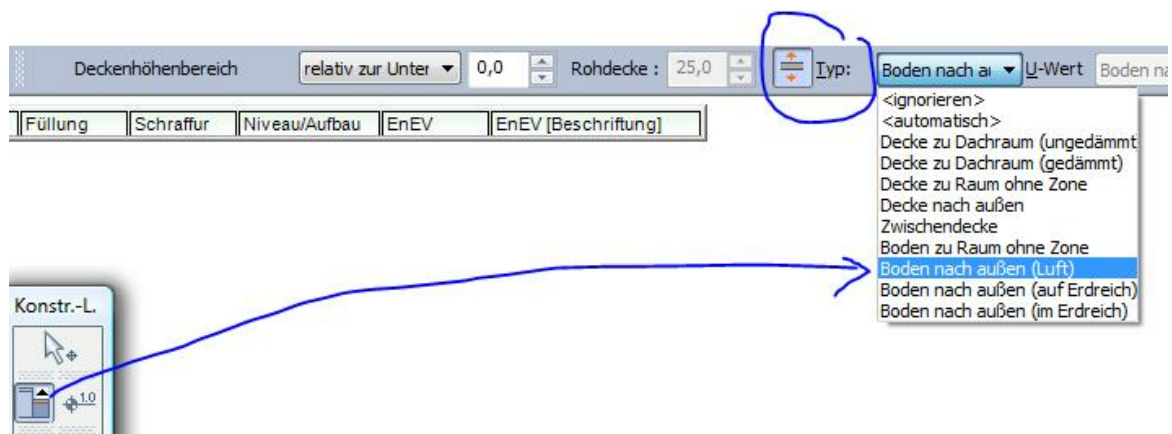 Deckenhöhenbereich relativ zur Unter 0,0 Rohdecke : 25,0 Typ: Boden nach au U-Wert Boden na
<ignorieren>
<automatisch>
Decke zu Dachraum (ungedämmt
Decke zu Dachraum (gedämmt)
Decke zu Raum ohne Zone
Decke nach außen
Zwischendecke
Boden zu Raum ohne Zone
Boden nach außen (Luft)
Boden nach außen (auf Erdreich)
Boden nach außen (im Erdreich)
Füllung Schraffur Niveau/Aufbau EnEV EnEV [Beschriftung]
Konstr.-L.
1.0